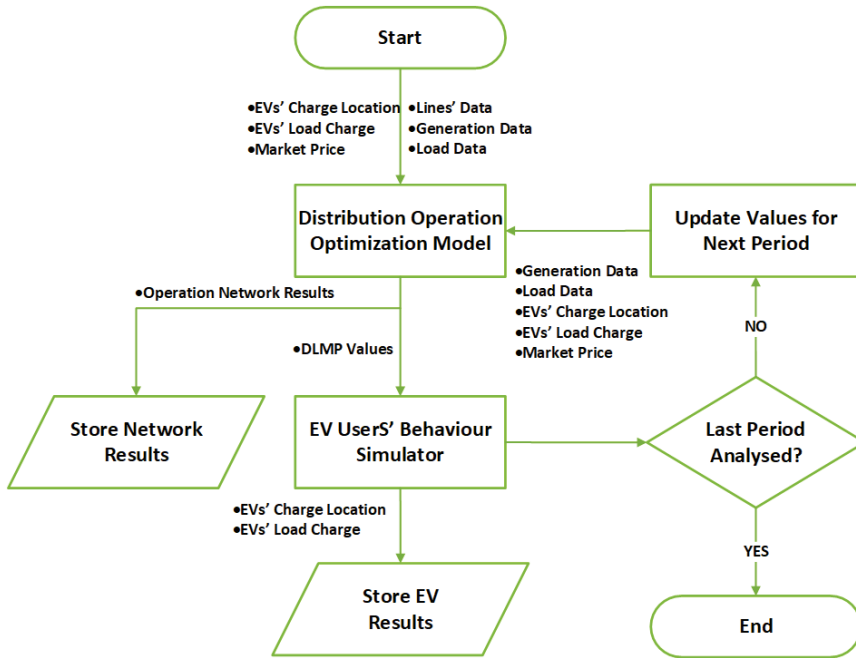 Start
•EVs' Charge Location
•EVs' Load Charge
•Market Price
•Lines' Data
•Generation Data
•Load Data
Distribution Operation
Optimization Model
Update Values for
Next Period
•Generation Data
•Load Data
•EVs' Charge Location
•EVs' Load Charge
•Market Price
•Operation Network Results
•DLMP Values
NO
Store Network
Results
EV UserS' Behaviour
Simulator
Last Period
Analysed?
•EVs' Charge Location
•EVs' Load Charge
YES
Store EV
Results
End